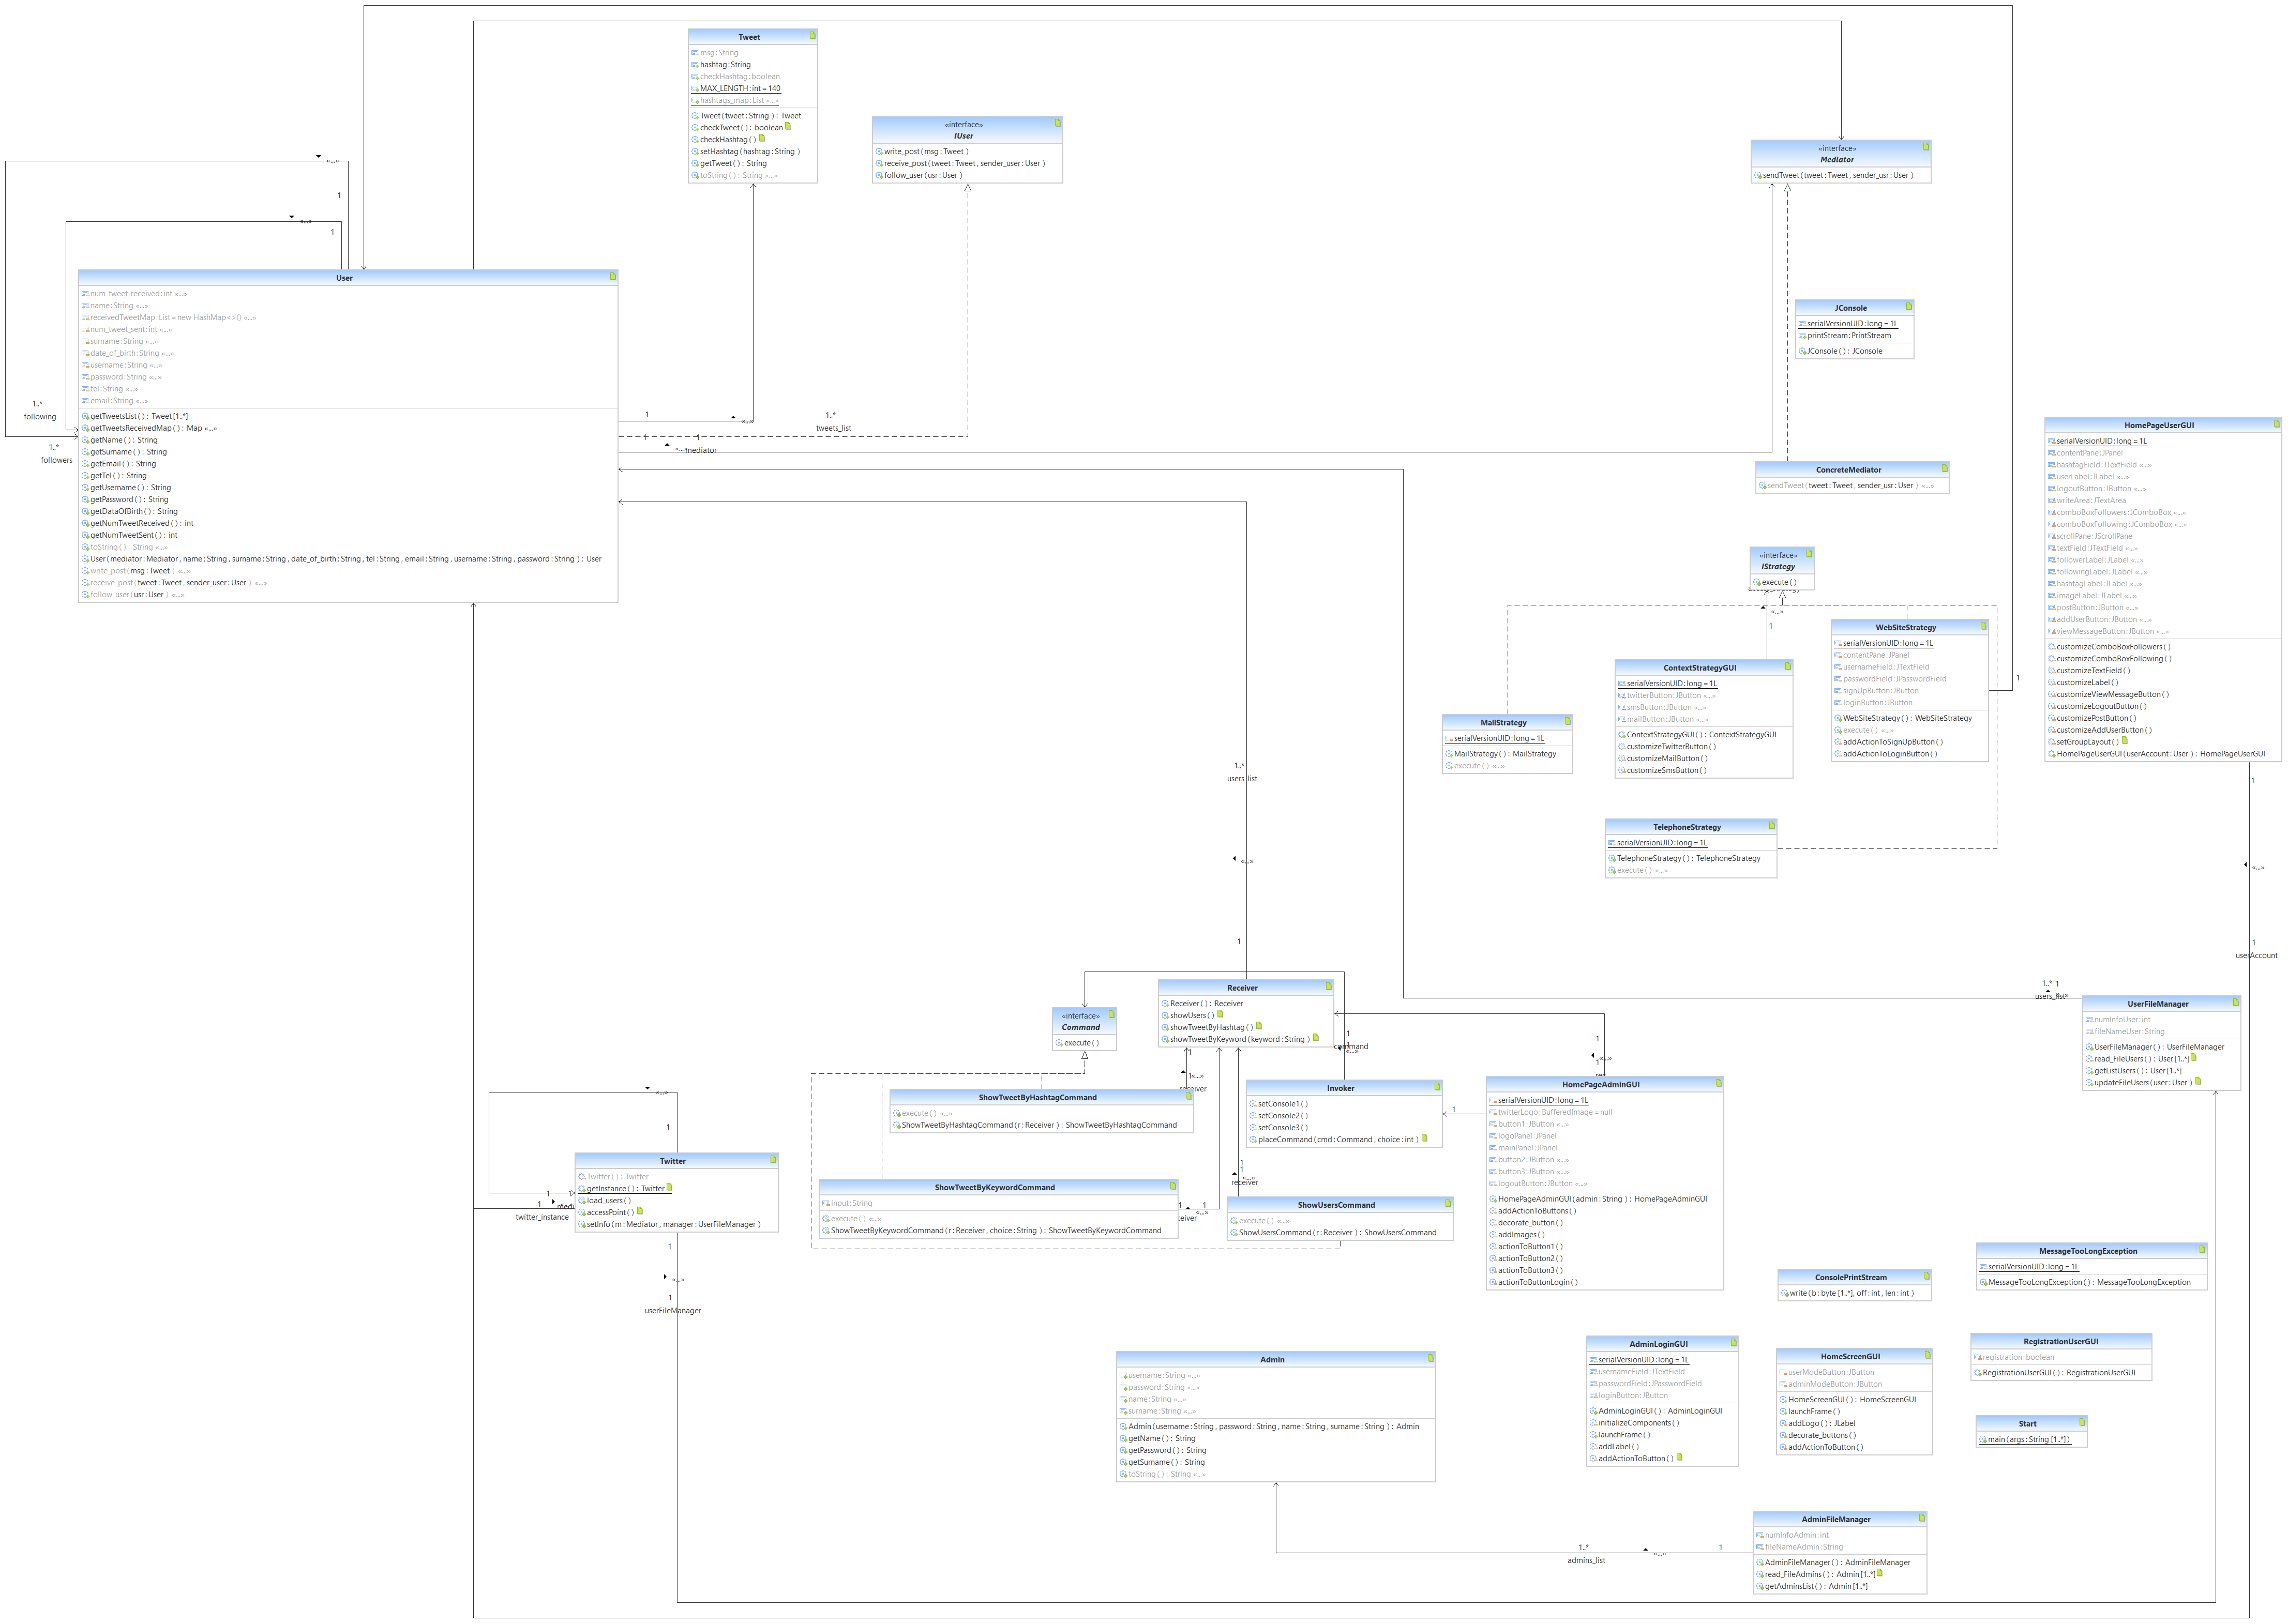 Tweet
msg:String
hashtag:String
checkHashtag:boolean
MAX_LENGTH:int = 140
hashtags_map:List «...»
Tweet(tweet:String): Tweet
checkTweet(): boolean
checkHashtag()
setHashtag(hashtag:String)
getTweet(): String
toString(): String «...»
«interface»
IUser
write_post(msg:Tweet)
receive_post(tweet:Tweet, sender_user:User)
follow_user(usr:User)
«interface»
Mediator
sendTweet(tweet:Tweet, sender_usr:User)
«...»
1
«...»
1
User
num_tweet_received:int «...»
name:String «...»
receivedTweetMap:List = new HashMap<>() «...»
num_tweet_sent:int «...»
surname:String «...»
date_of_birth:String «...»
username:String «...»
password:String «...»
tel:String «...»
email:String «...»
getTweetsList(): Tweet[1..*]
getTweetsReceivedMap(): Map «...»
getName(): String
getSurname(): String
getEmail(): String
getTel(): String
getUsername(): String
getPassword(): String
getDataOfBirth(): String
getNumTweetReceived(): int
getNumTweetSent(): int
toString(): String «...»
User(mediator:Mediator, name:String, surname:String, date_of_birth:String, tel:String, email:String, username:String, password:String): User
write_post(msg:Tweet) «...»
receive_post(tweet:Tweet, sender_user:User) «...»
follow_user(usr:User) «...»
1..*
following
1..*
followers
1
«...»
1..*
tweets_list
1
1
«...»
mediator
JConsole
serialVersionUID:long = 1L
printStream:PrintStream
JConsole(): JConsole
ConcreteMediator
sendTweet(tweet:Tweet, sender_usr:User) «...»
HomePageUserGUI
serialVersionUID:long = 1L
contentPane:JPanel
hashtagField:JTextField «...»
userLabel:JLabel «...»
logoutButton:JButton «...»
writeArea:JTextArea
comboBoxFollowers:JComboBox «...»
comboBoxFollowing:JComboBox «...»
scrollPane:JScrollPane
textField:JTextField «...»
followerLabel:JLabel «...»
followingLabel:JLabel «...»
hashtagLabel:JLabel «...»
imageLabel:JLabel «...»
postButton:JButton «...»
addUserButton:JButton «...»
viewMessageButton:JButton «...»
customizeComboBoxFollowers()
customizeComboBoxFollowing()
customizeTextField()
customizeLabel()
customizeViewMessageButton()
customizeLogoutButton()
customizePostButton()
customizeAddUserButton()
setGroupLayout()
HomePageUserGUI(userAccount:User): HomePageUserGUI
1
«...»
1
userAccount
«interface»
IStrategy
execute()
«...»
1
WebSiteStrategy
serialVersionUID:long = 1L
contentPane:JPanel
usernameField:JTextField
passwordField:JPasswordField
signUpButton:JButton
loginButton:JButton
WebSiteStrategy(): WebSiteStrategy
execute() «...»
addActionToSignUpButton()
addActionToLoginButton()
1
ContextStrategyGUI
serialVersionUID:long = 1L
twitterButton:JButton «...»
smsButton:JButton «...»
mailButton:JButton «...»
ContextStrategyGUI(): ContextStrategyGUI
customizeTwitterButton()
customizeMailButton()
customizeSmsButton()
MailStrategy
serialVersionUID:long = 1L
MailStrategy(): MailStrategy
execute() «...»
TelephoneStrategy
serialVersionUID:long = 1L
TelephoneStrategy(): TelephoneStrategy
execute() «...»
1..*
users_list
«...»
1
Receiver
Receiver(): Receiver
showUsers()
showTweetByHashtag()
showTweetByKeyword(keyword:String)
«interface»
Command
execute()
1
command
«...»
1
«...»
1
1..* 1
users_list
UserFileManager
numInfoUser:int
fileNameUser:String
UserFileManager(): UserFileManager
read_FileUsers(): User[1..*]
getListUsers(): User[1..*]
updateFileUsers(user:User)
1
1«...»
receiver
ShowTweetByHashtagCommand
execute() «...»
ShowTweetByHashtagCommand(r:Receiver): ShowTweetByHashtagCommand
Invoker
setConsole1()
setConsole2()
setConsole3()
placeCommand(cmd:Command, choice:int)
1
HomePageAdminGUI
serialVersionUID:long = 1L
twitterLogo:BufferedImage = null
button1:JButton «...»
logoPanel:JPanel
mainPanel:JPanel
button2:JButton «...»
button3:JButton «...»
logoutButton:JButton «...»
HomePageAdminGUI(admin:String): HomePageAdminGUI
addActionToButtons()
decorate_button()
addImages()
actionToButton1()
actionToButton2()
actionToButton3()
actionToButtonLogin()
«...»
1
Twitter
Twitter(): Twitter
getInstance(): Twitter
load_users()
accessPoint()
setInfo(m:Mediator, manager:UserFileManager)
1
1
twitter_instance
1
«...»
1
userFileManager
ShowTweetByKeywordCommand
input:String
execute() «...»
ShowTweetByKeywordCommand(r:Receiver, choice:String): ShowTweetByKeywordCommand
1
1
«...»
1
1
«...»
receiver
ShowUsersCommand
execute() «...»
ShowUsersCommand(r:Receiver): ShowUsersCommand
MessageTooLongException
serialVersionUID:long = 1L
MessageTooLongException(): MessageTooLongException
ConsolePrintStream
write(b:byte [1..*], off:int, len:int)
Admin
username:String «...»
password:String «...»
name:String «...»
surname:String «...»
Admin(username:String, password:String, name:String, surname:String): Admin
getName(): String
getPassword(): String
getSurname(): String
toString(): String «...»
AdminLoginGUI
serialVersionUID:long = 1L
usernameField:JTextField
passwordField:JPasswordField
loginButton:JButton
AdminLoginGUI(): AdminLoginGUI
initializeComponents()
launchFrame()
addLabel()
addActionToButton()
HomeScreenGUI
userModeButton:JButton
adminModeButton:JButton
HomeScreenGUI(): HomeScreenGUI
launchFrame()
addLogo(): JLabel
decorate_buttons()
addActionToButton()
RegistrationUserGUI
registration:boolean
RegistrationUserGUI(): RegistrationUserGUI
Start
main(args:String [1..*])
AdminFileManager
numInfoAdmin:int
fileNameAdmin:String
AdminFileManager(): AdminFileManager
read_FileAdmins(): Admin[1..*]
getAdminsList(): Admin[1..*]
1..*
admins_list
«...»
1